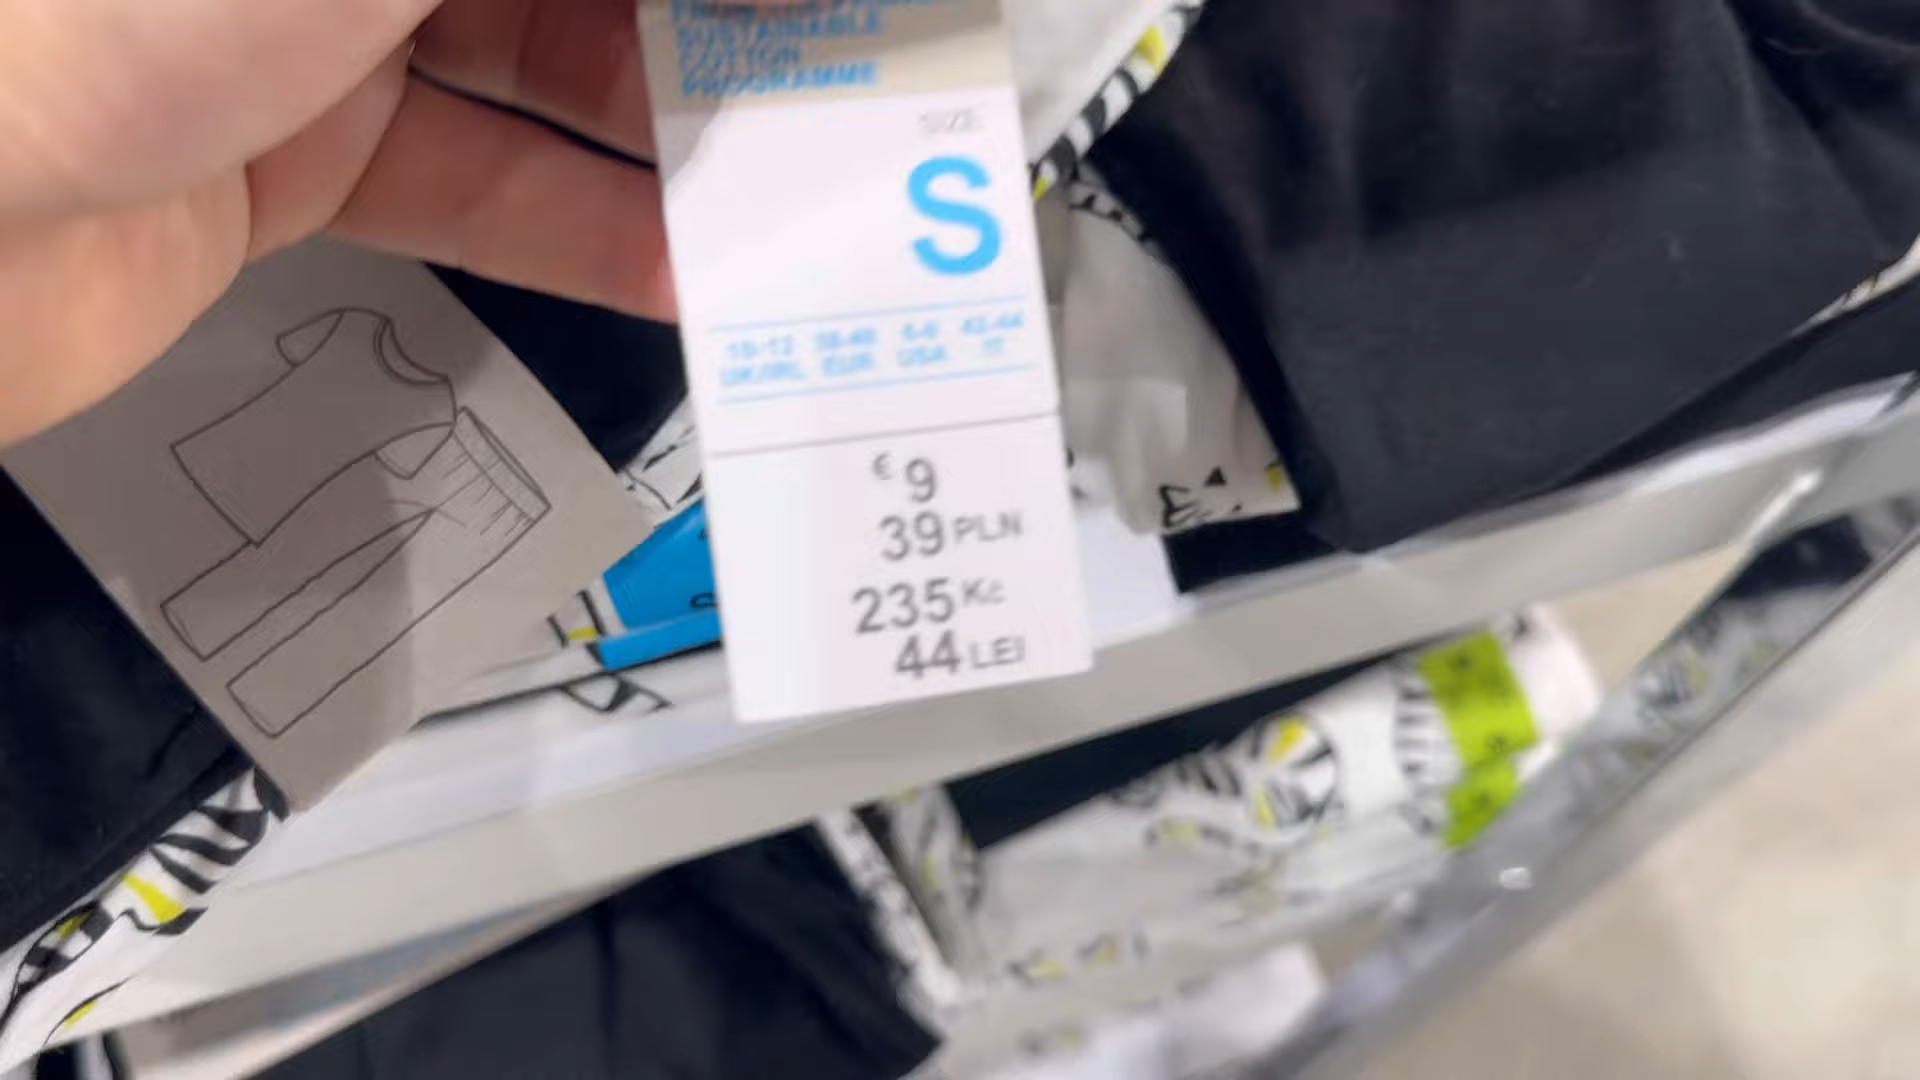 SUSTAINABLE
COTTON
PROGRAMME
SIZE
S
10-12 38-40 6-8 42-44
UK/IRL EUR USA IT
€9
39 PLN
235 Kč
44 LEI